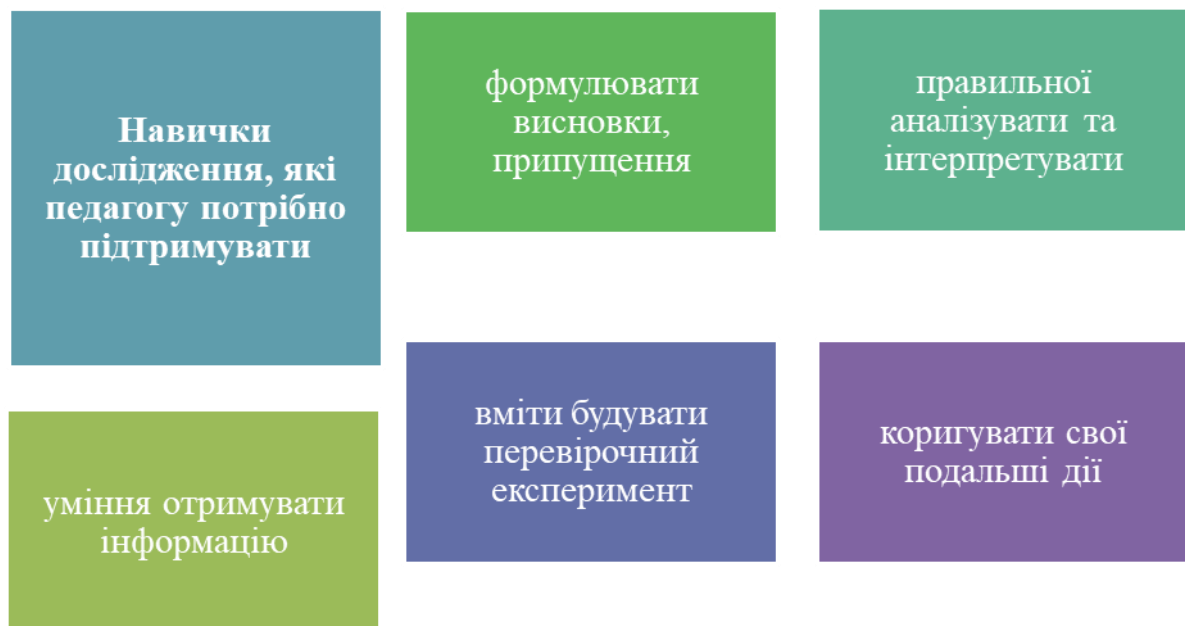 Навички
дослідження, які
педагогу потрібно
підтримувати
формулювати
висновки,
припущення
правильної
аналізувати та
інтерпретувати
уміння отримувати
інформацію
вміти будувати
перевірочний
експеримент
коригувати свої
подальші дії